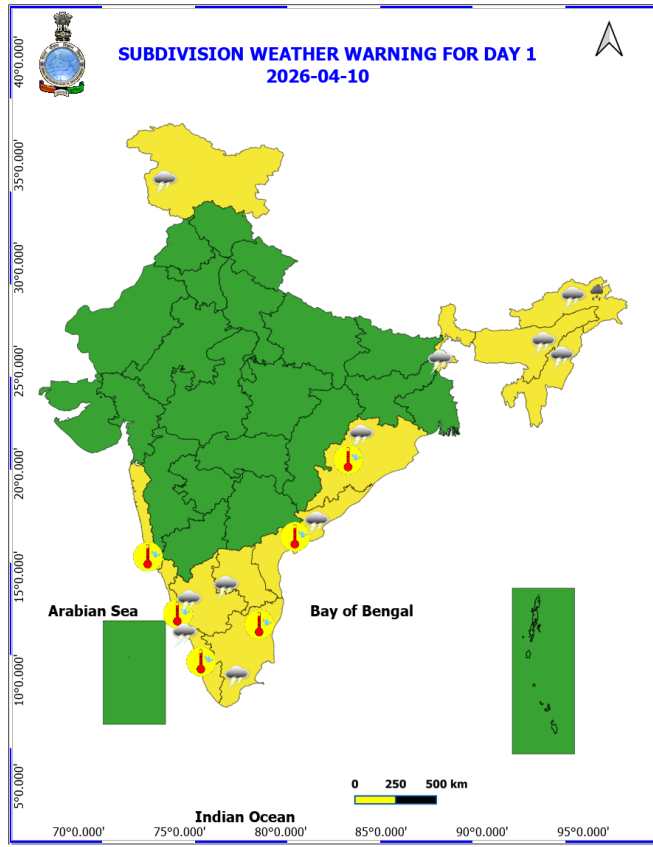 SUBDIVISION WEATHER WARNING FOR DAY 1
2026-04-10
40°0.000'
35°0.000'
30°0.000'
25°0.000'
20°0.000'
15°0.000'
10°0.000'
5°0.000'
Arabian Sea
Bay of Bengal
0 250 500 km
Indian Ocean
70°0.000' 75°0.000' 80°0.000' 85°0.000' 90°0.000' 95°0.000'